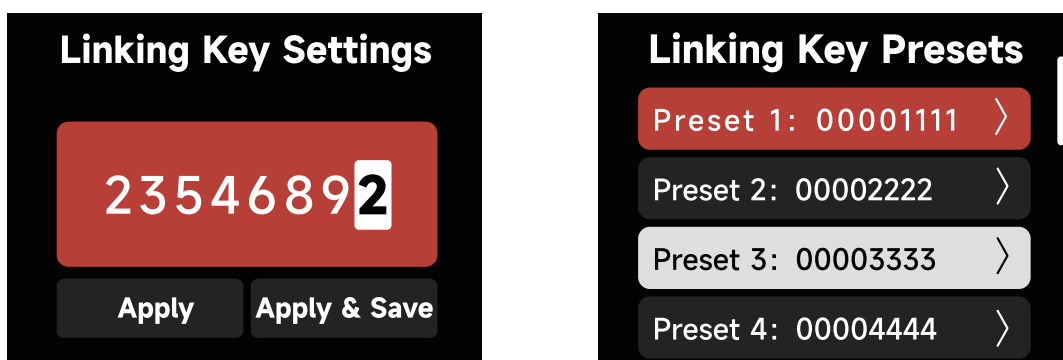 Linking Key Settings
23546892
Apply
Apply & Save
Linking Key Presets
Preset 1: 00001111
Preset 2: 00002222
Preset 3: 00003333
Preset 4: 00004444